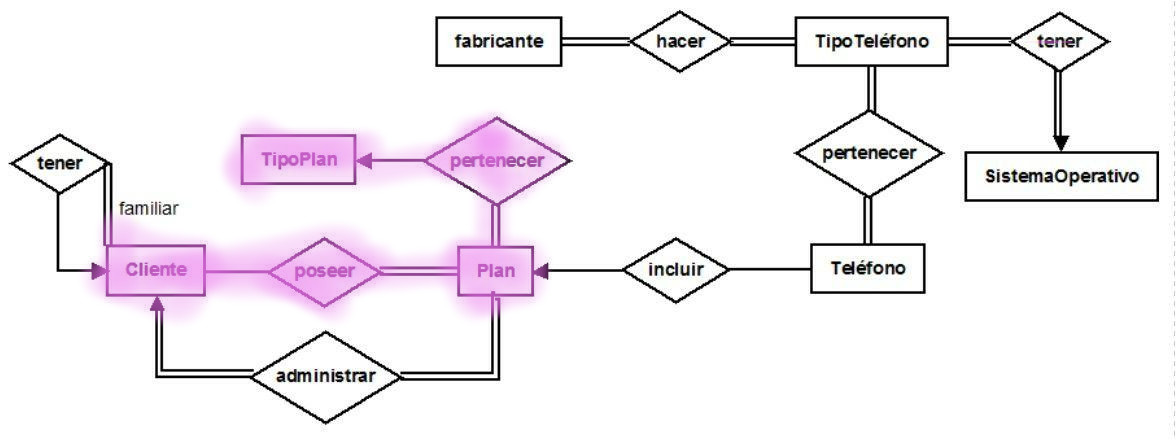 fabricante
hacer
TipoTeléfono
tener
tener
TipoPlan
pertenecer
pertenecer
SistemaOperativo
familiar
Cliente
poseer
Plan
incluir
Teléfono
administrar